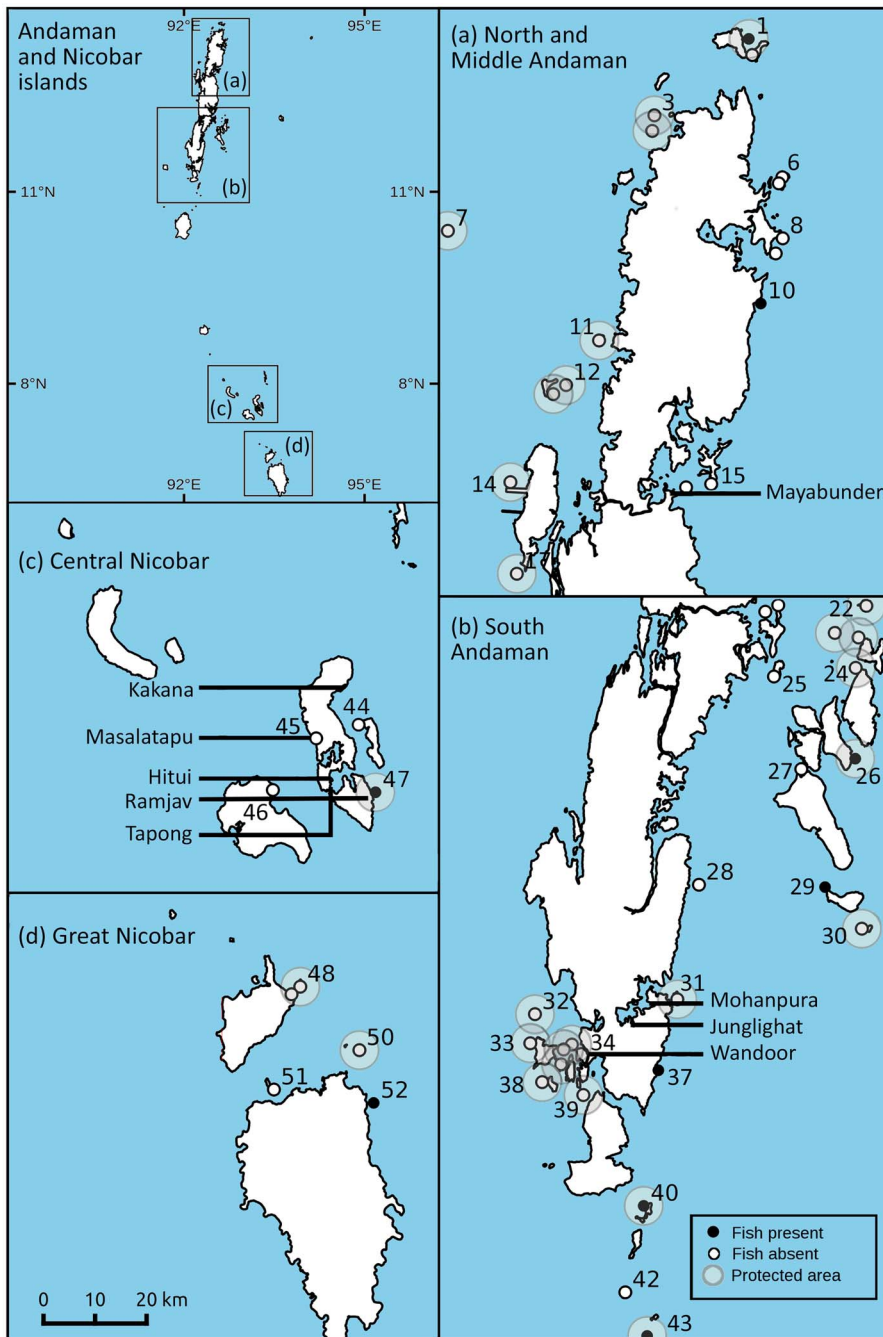 Andaman
and Nicobar
islands
92°E
95°E
(a)
(b)
11°N
8°N
(c)
(d)
92°E
95°E
(a) North and
Middle Andaman
1
3
6
7
8
10
11
12
14
15
Mayabunder
17
(c) Central Nicobar
Kakana
44
Masalatapu
45
Hitui
47
Ramjav
46
Tapong
(b) South
Andaman
22
24
25
26
27
28
29
30
31
32
Mohanpura
Junglighat
33
34
Wandoor
37
38
39
40
42
43
Fish present
Fish absent
Protected area
(d) Great Nicobar
48
50
51
52
0 10 20 km